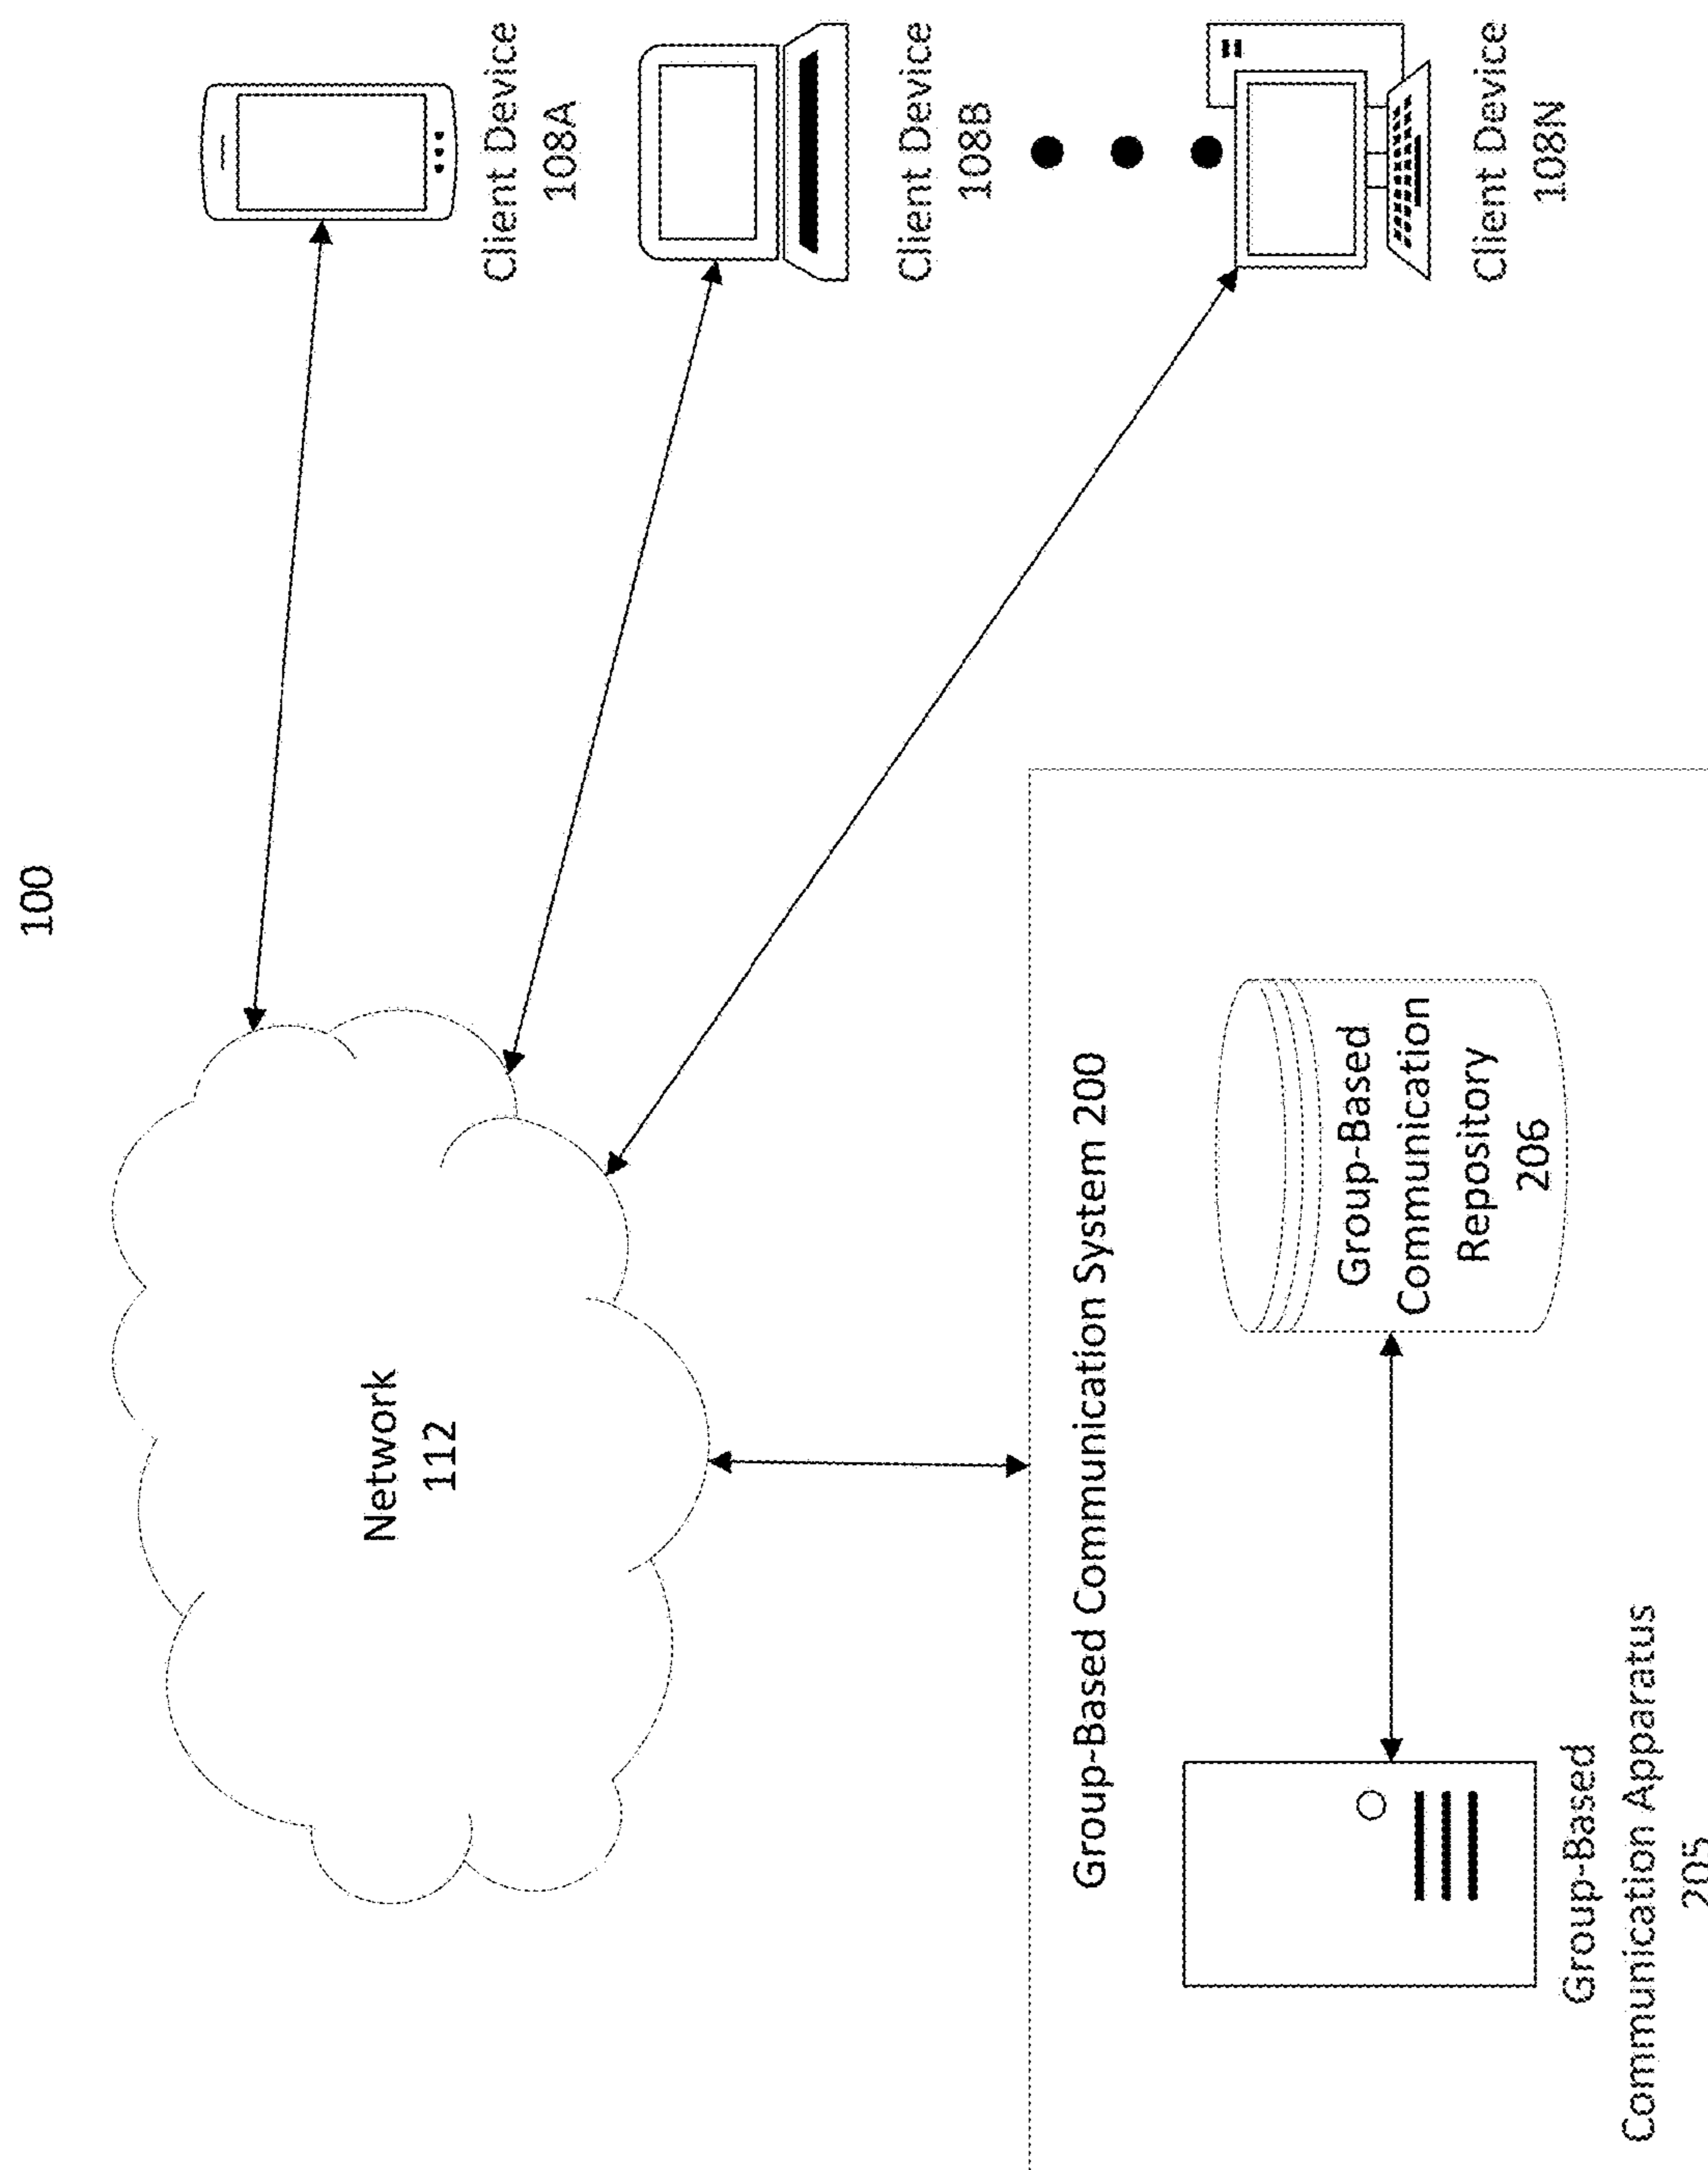 100
Network
112
Client Device
108A
Client Device
108B
Client Device
108N
Group-Based Communication System 200
Group-Based
Communication Apparatus
205
Group-Based
Communication
Repository
206